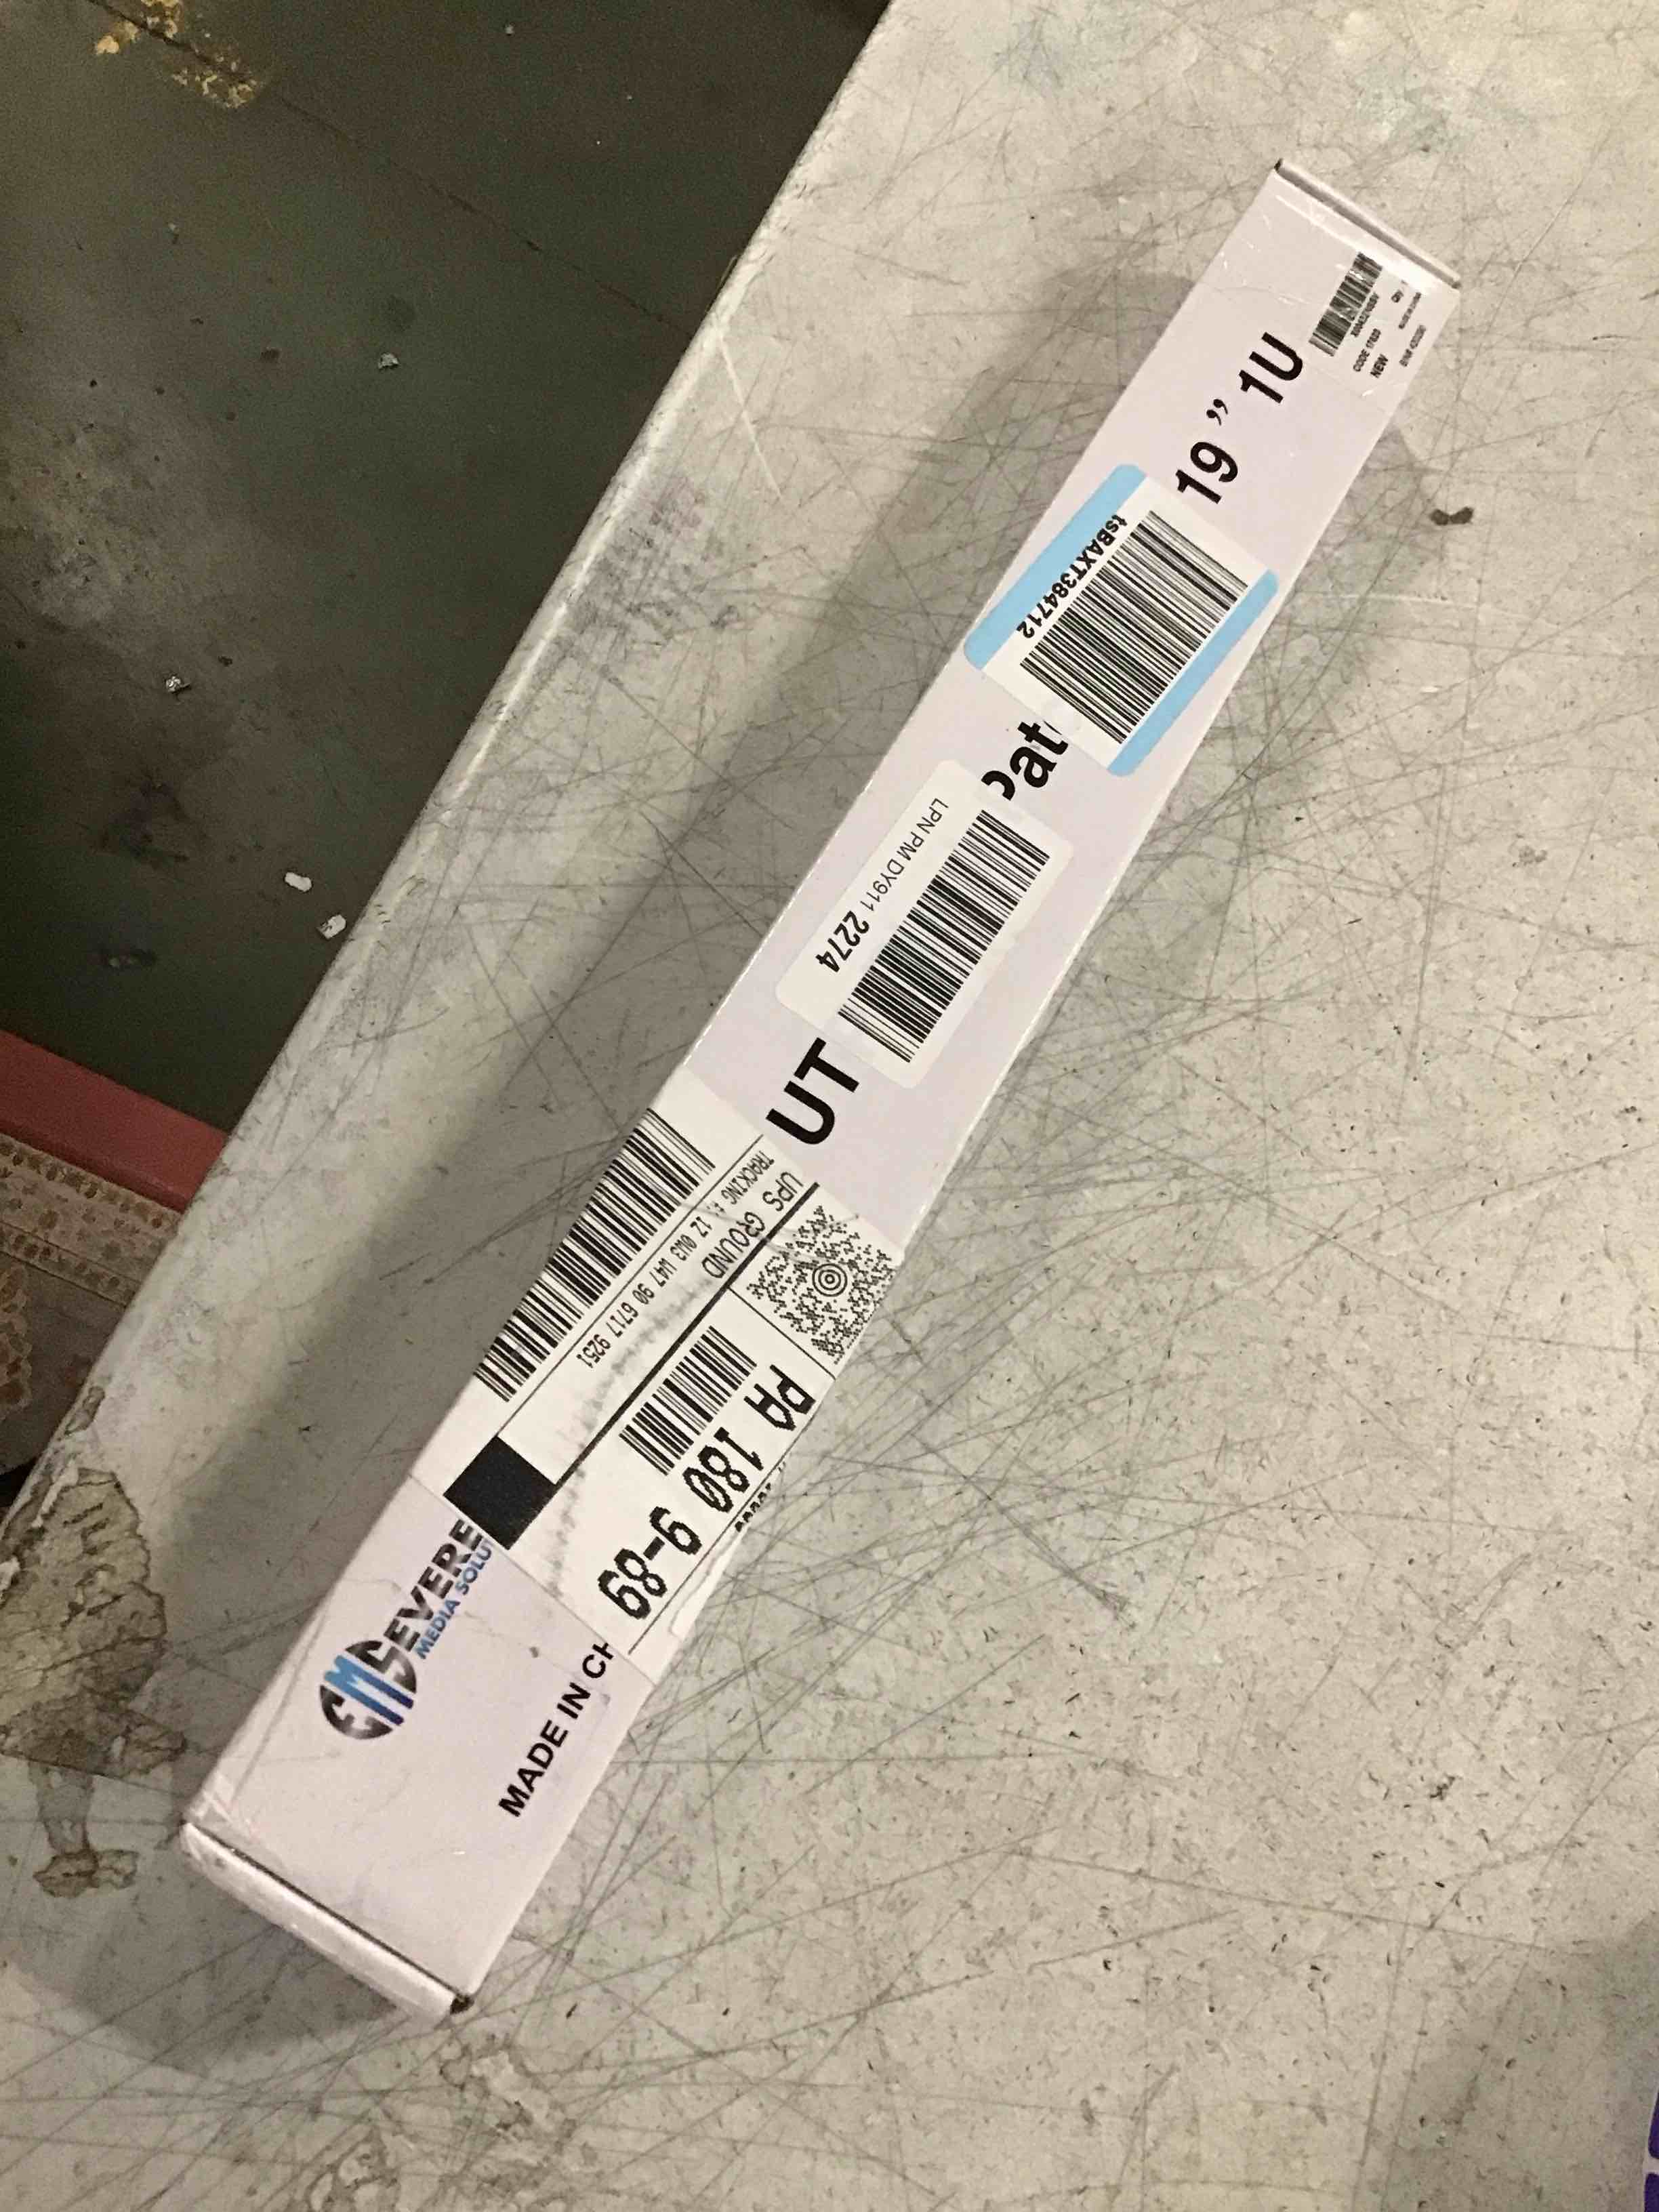 EMS
SEVERE
MEDIA SOLU
MADE IN CH
UT
Pat
19" 1U
tsBAXT384712
LPN PM DY911 2274
UPS GROUND
TRACKING #: 1Z 0W3 W47 90 6717 9251
PA 180 9-89
NEW